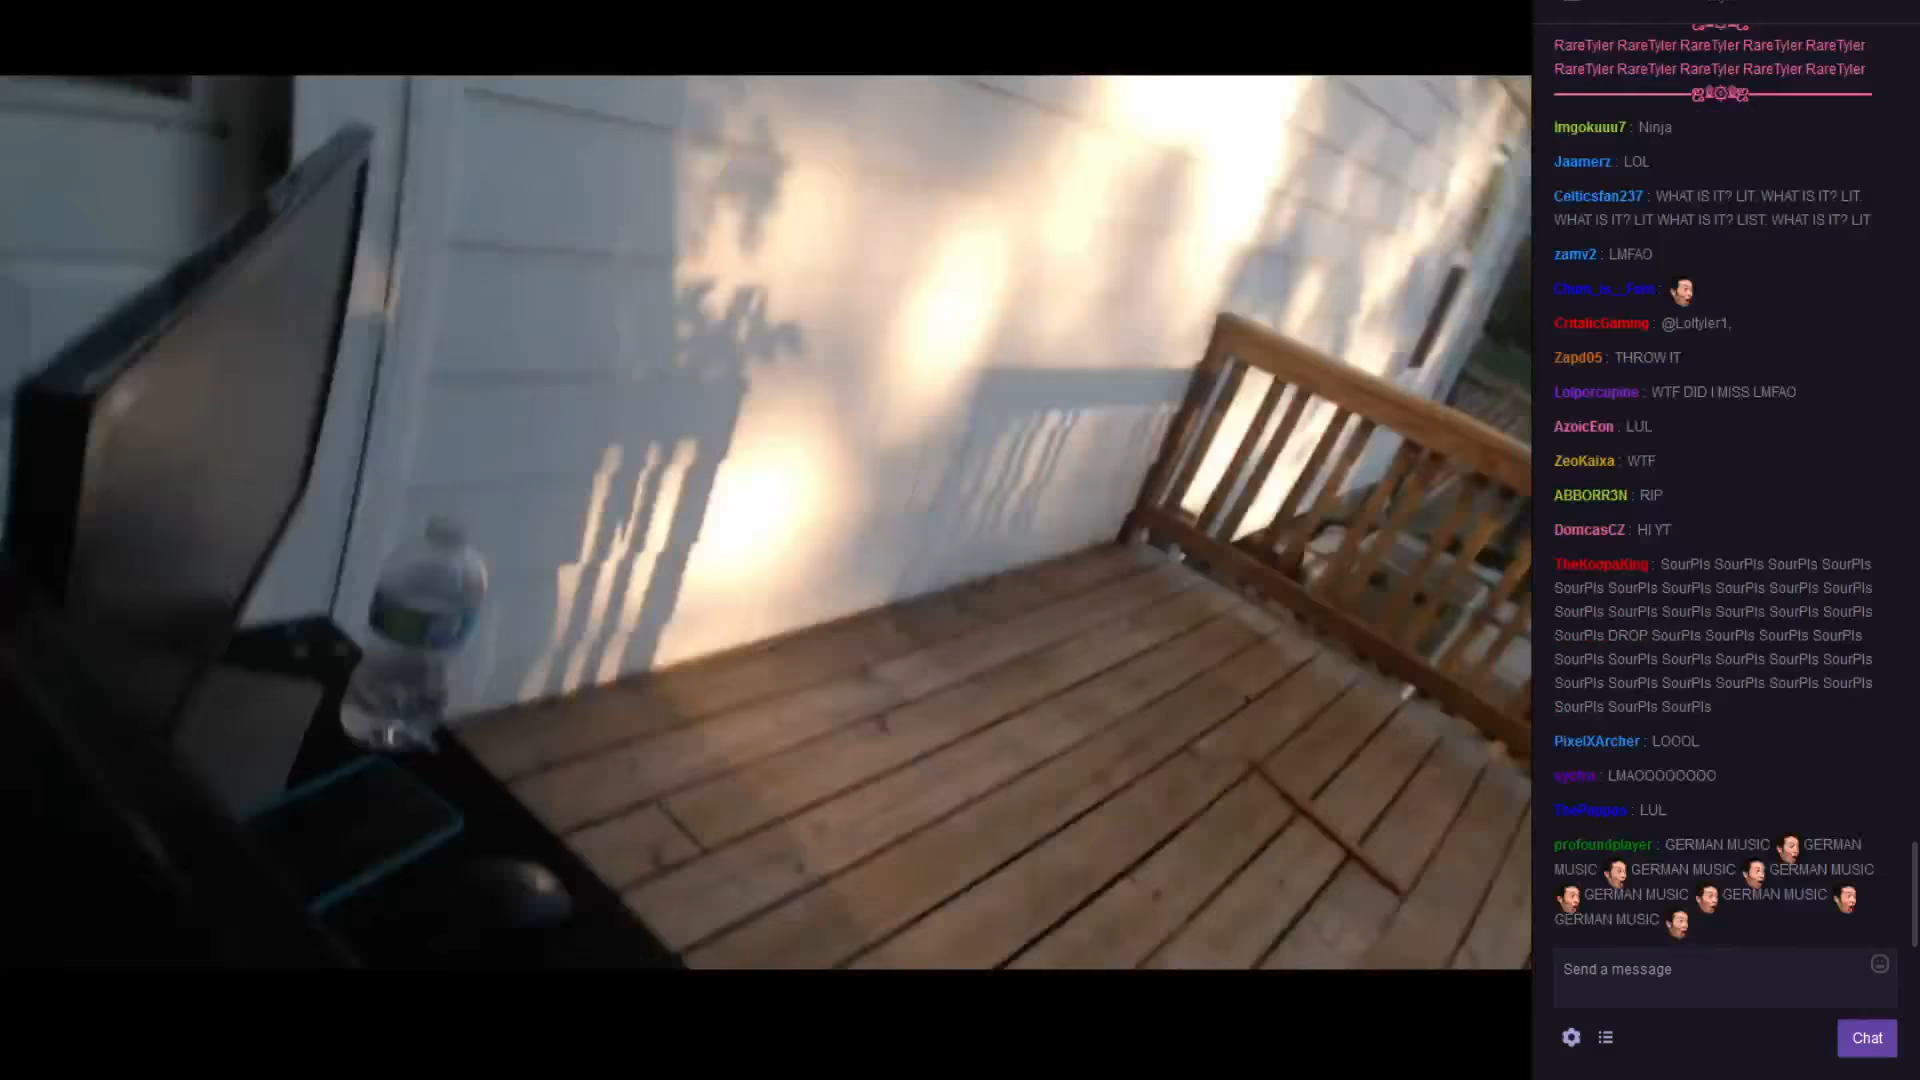 RareTyler RareTyler RareTyler RareTyler RareTyler
RareTyler RareTyler RareTyler RareTyler RareTyler
Imgokuuu7 : Ninja
Jaamerz : LOL
Celticsfan237 : WHAT IS IT? LIT. WHAT IS IT? LIT.
WHAT IS IT? LIT WHAT IS IT? LIST. WHAT IS IT? LIT
zamv2 : LMFAO
CritalicGaming : @Loltyler1,
Zapd05 : THROW IT
Lolporcupine : WTF DID I MISS LMFAO
AzoicEon : LUL
ZeoKaixa : WTF
ABBORR3N : RIP
DomcasCZ : HI YT
TheKoopaKing : SourPls SourPls SourPls SourPls
SourPls SourPls SourPls SourPls SourPls SourPls
SourPls SourPls SourPls SourPls SourPls SourPls
SourPls DROP SourPls SourPls SourPls SourPls
SourPls SourPls SourPls SourPls SourPls SourPls
SourPls SourPls SourPls SourPls SourPls SourPls
SourPls SourPls SourPls
PixelXArcher : LOOOL
: LMAOOOOOOOO
ThePappos : LUL
profoundplayer : GERMAN MUSIC GERMAN
MUSIC GERMAN MUSIC GERMAN MUSIC
GERMAN MUSIC GERMAN MUSIC
GERMAN MUSIC
Send a message
Chat